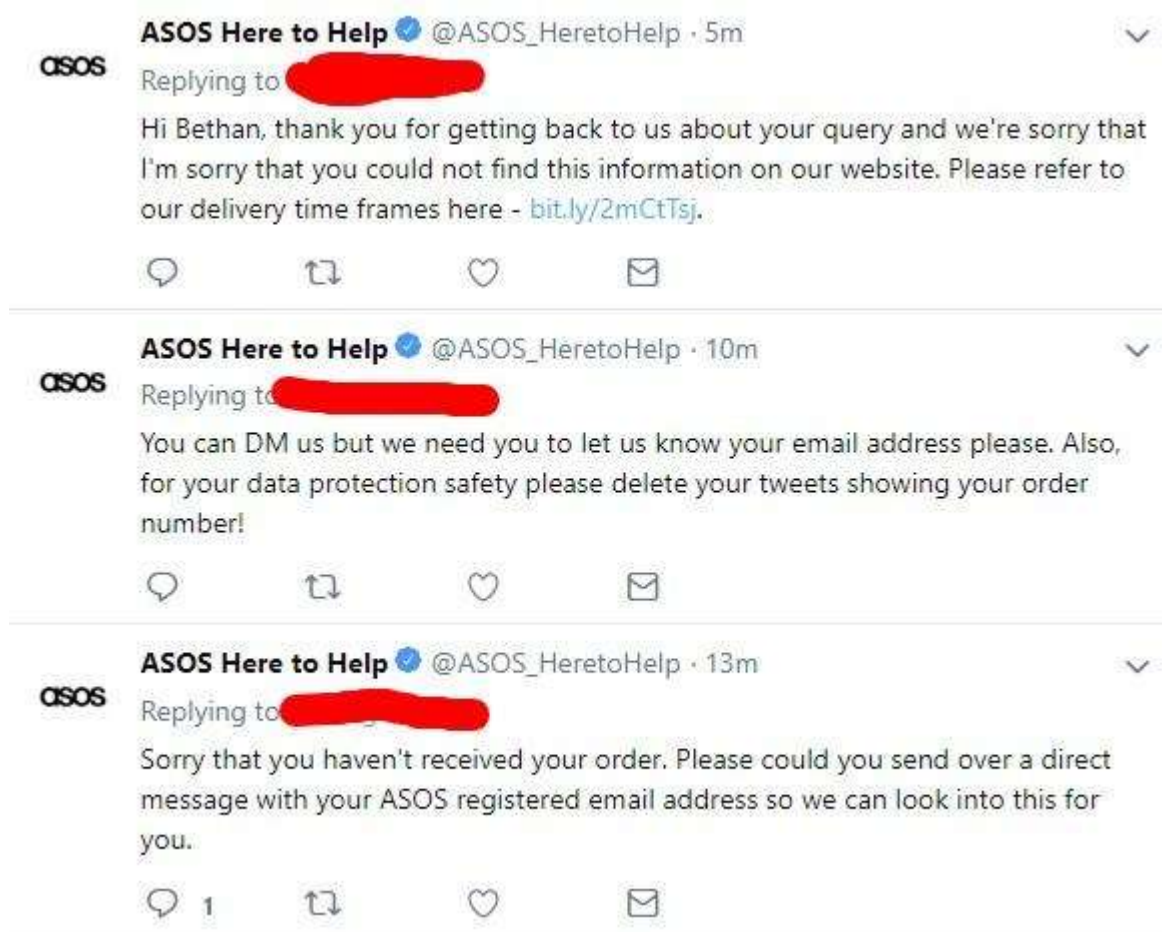 ASOS Here to Help @ASOS_HeretoHelp · 5m
asos
Replying to
Hi Bethan, thank you for getting back to us about your query and we're sorry that
I'm sorry that you could not find this information on our website. Please refer to
our delivery time frames here - bit.ly/2mCtTsj.
ASOS Here to Help @ASOS_HeretoHelp · 10m
asos
Replying to
You can DM us but we need you to let us know your email address please. Also,
for your data protection safety please delete your tweets showing your order
number!
ASOS Here to Help @ASOS_HeretoHelp · 13m
asos
Replying to
Sorry that you haven't received your order. Please could you send over a direct
message with your ASOS registered email address so we can look into this for
you.
1